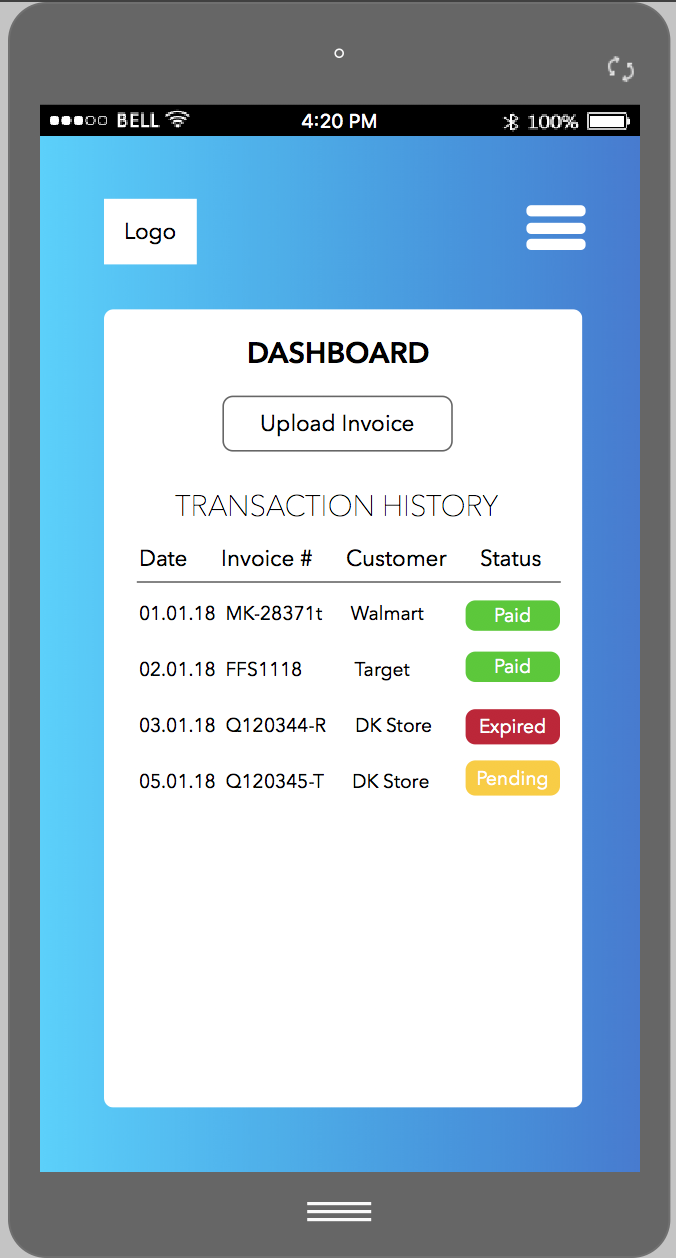 BELL 4:20 PM 100%
Logo
DASHBOARD
Upload Invoice
TRANSACTION HISTORY
Date Invoice # Customer Status
01.01.18 MK-28371t Walmart Paid
02.01.18 FFS1118 Target Paid
03.01.18 Q120344-R DK Store Expired
05.01.18 Q120345-T DK Store Pending